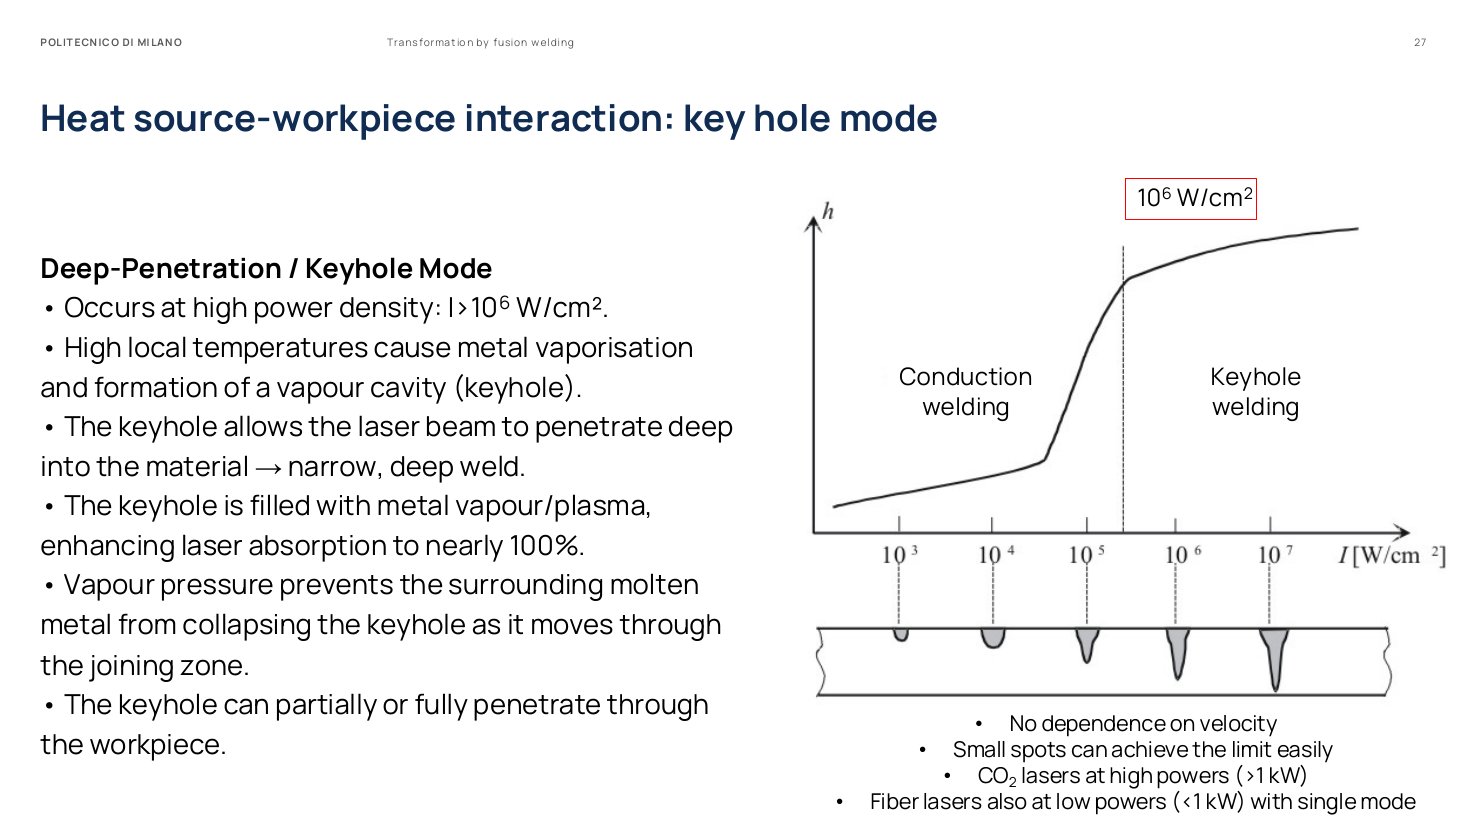 POLITECNICO DI MILANO
Transformation by fusion welding
27
Heat source-workpiece interaction: key hole mode
Deep-Penetration / Keyhole Mode
• Occurs at high power density: I>10⁶ W/cm².
• High local temperatures cause metal vaporisation
and formation of a vapour cavity (keyhole).
• The keyhole allows the laser beam to penetrate deep
into the material → narrow, deep weld.
• The keyhole is filled with metal vapour/plasma,
enhancing laser absorption to nearly 100%.
• Vapour pressure prevents the surrounding molten
metal from collapsing the keyhole as it moves through
the joining zone.
• The keyhole can partially or fully penetrate through
the workpiece.
10⁶ W/cm²
h
Conduction
welding
Keyhole
welding
10³ 10⁴ 10⁵ 10⁶ 10⁷ I [W/cm ²]
• No dependence on velocity
• Small spots can achieve the limit easily
• CO₂ lasers at high powers (>1 kW)
• Fiber lasers also at low powers (<1 kW) with single mode